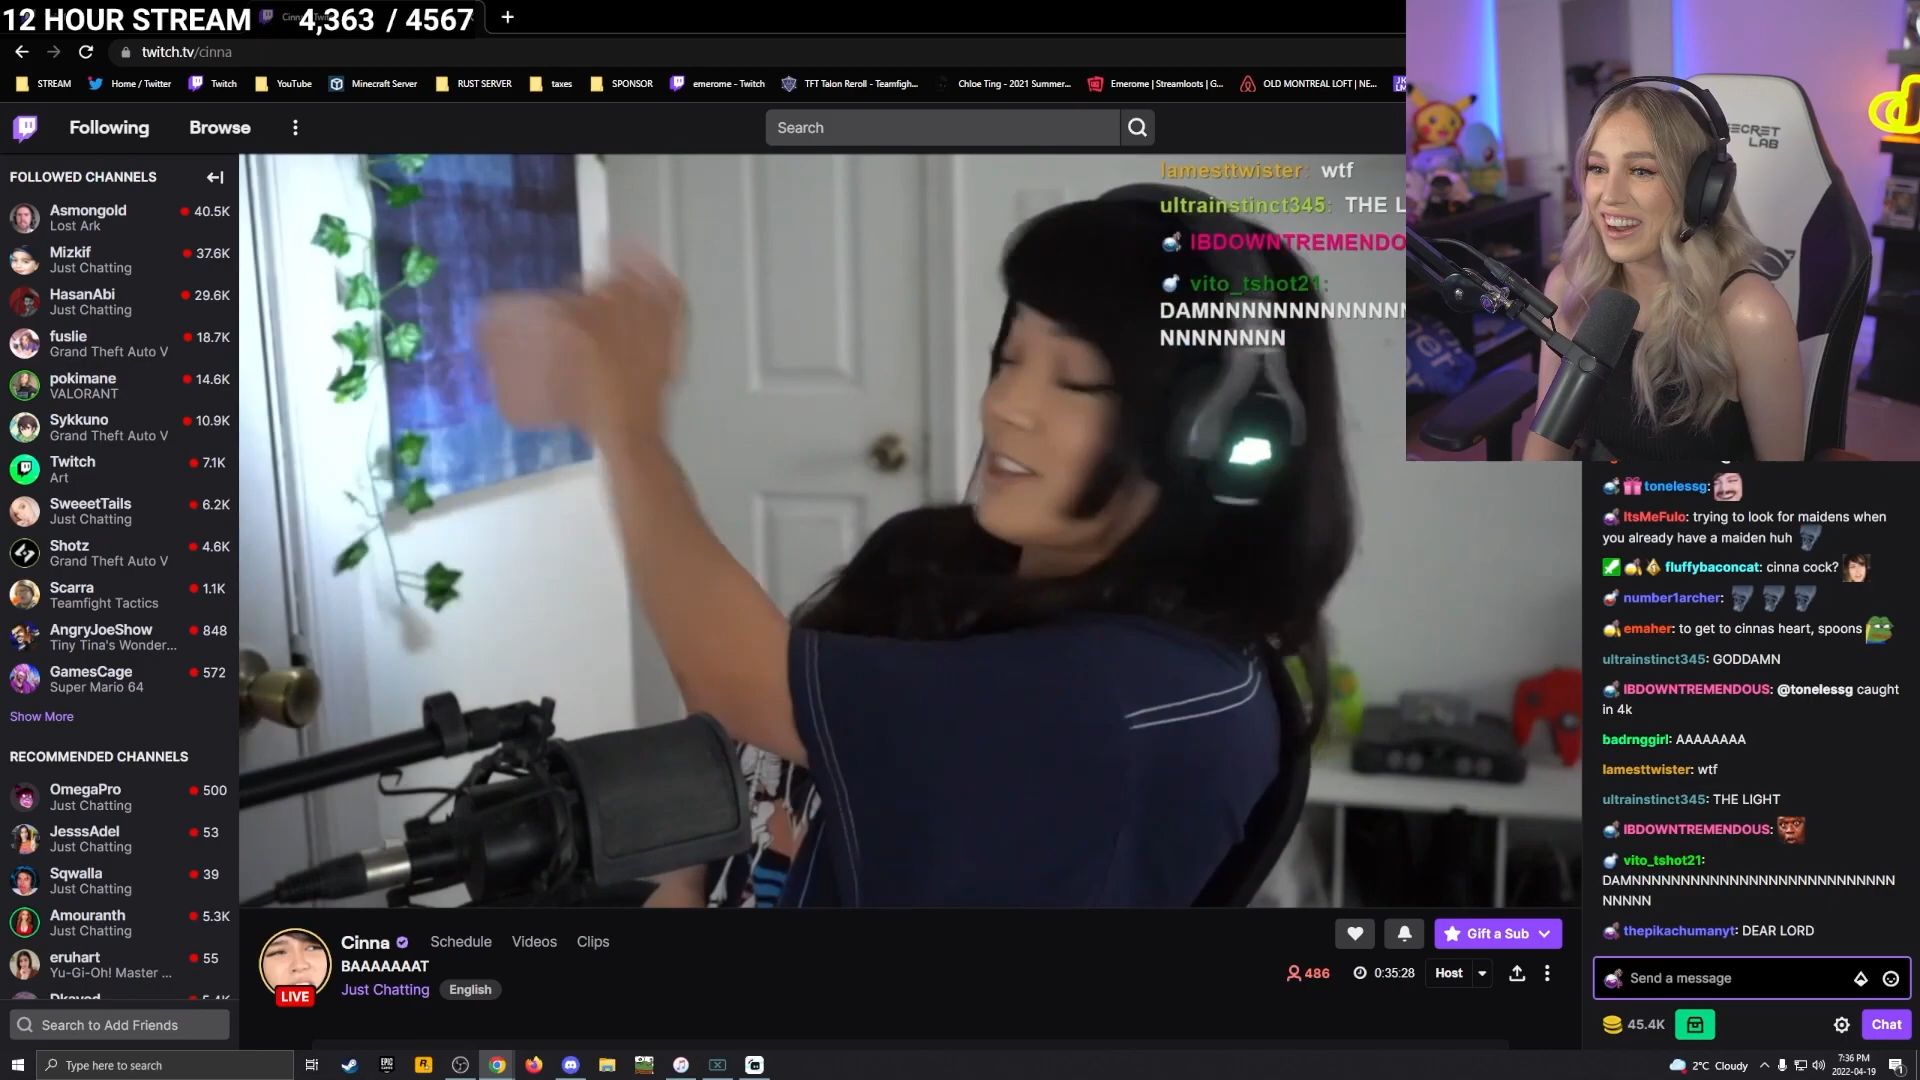 12 HOUR STREAM
4,363 / 4567
twitch.tv/cinna
STREAM
Home / Twitter
Twitch
YouTube
Minecraft Server
RUST SERVER
taxes
SPONSOR
emerome - Twitch
TFT Talon Reroll - Teamfigh...
Chloe Ting - 2021 Summer...
Emerome | Streamloots | G...
OLD MONTREAL LOFT | NE...
Following
Browse
Search
SECRET
LAB
FOLLOWED CHANNELS
Asmongold
40.5K
Lost Ark
Mizkif
37.6K
Just Chatting
HasanAbi
29.6K
Just Chatting
fuslie
18.7K
Grand Theft Auto V
pokimane
14.6K
VALORANT
Sykkuno
10.9K
Grand Theft Auto V
Twitch
7.1K
Art
SweeetTails
6.2K
Just Chatting
Shotz
4.6K
Grand Theft Auto V
Scarra
1.1K
Teamfight Tactics
AngryJoeShow
848
Tiny Tina's Wonder...
GamesCage
572
Super Mario 64
Show More
RECOMMENDED CHANNELS
OmegaPro
500
Just Chatting
JesssAdel
53
Just Chatting
Sqwalla
39
Just Chatting
Amouranth
5.3K
Just Chatting
eruhart
55
Yu-Gi-Oh! Master ...
Search to Add Friends
lamesttwister: wtf
ultrainstinct345: THE L
IBDOWNTREMENDO
vito_tshot21:
DAMNNNNNNNNNNNNN
NNNNNNNN
tonelessg:
ItsMeFulo: trying to look for maidens when
you already have a maiden huh
fluffybaconcat: cinna cock?
number1archer:
emaher: to get to cinnas heart, spoons
ultrainstinct345: GODDAMN
IBDOWNTREMENDOUS: @tonelessg caught
in 4k
badrnggirl: AAAAAAAA
lamesttwister: wtf
ultrainstinct345: THE LIGHT
IBDOWNTREMENDOUS:
vito_tshot21:
DAMNNNNNNNNNNNNNNNNNNNNNNNNNNN
NNNNN
thepikachumanyt: DEAR LORD
Send a message
45.4K
Chat
Cinna
Schedule
Videos
Clips
Gift a Sub
BAAAAAAAT
LIVE
Just Chatting
English
486
0:35:28
Host
Type here to search
2°C Cloudy
7:36 PM
2022-04-19